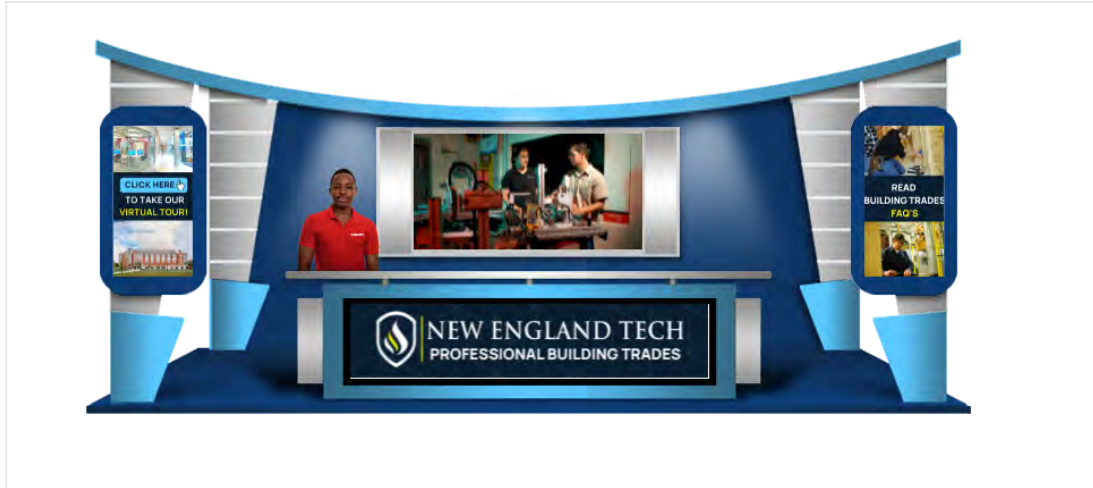 CLICK HERE
TO TAKE OUR
VIRTUAL TOUR!
READ
BUILDING TRADES
FAQ'S
NEW ENGLAND TECH
PROFESSIONAL BUILDING TRADES